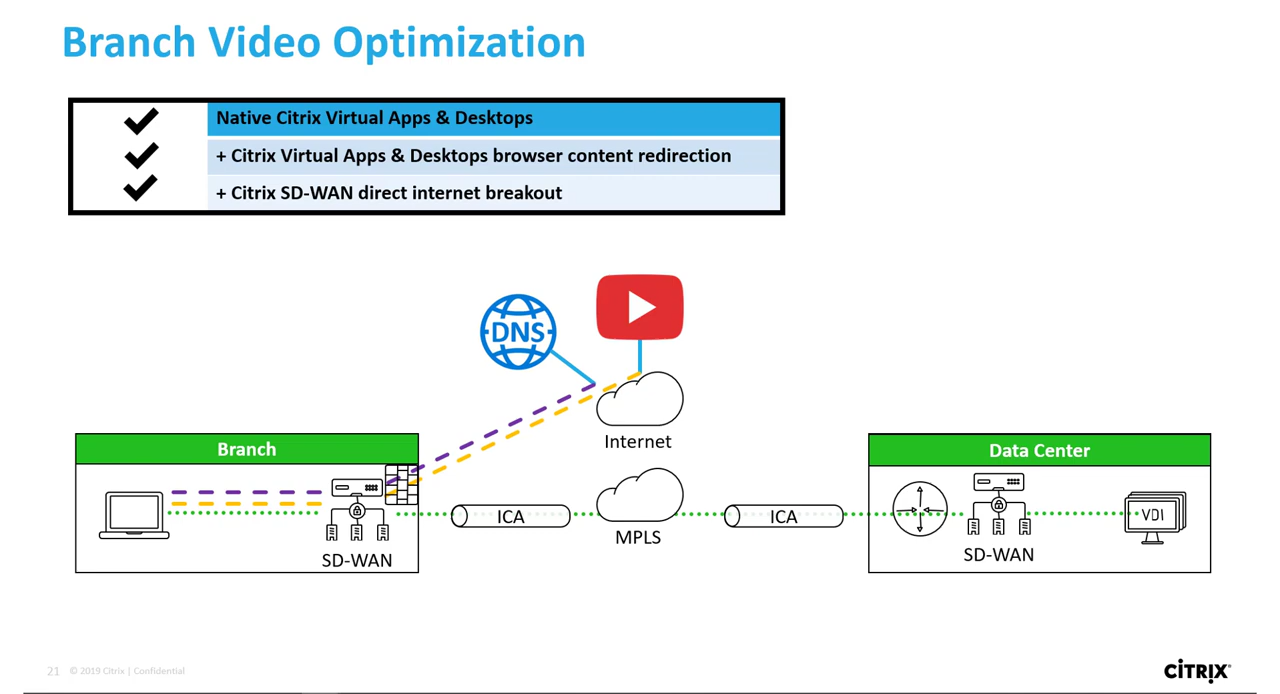 Branch Video Optimization
Native Citrix Virtual Apps & Desktops
+ Citrix Virtual Apps & Desktops browser content redirection
+ Citrix SD-WAN direct internet breakout
DNS
Internet
Branch
Data Center
ICA
ICA
VDI
MPLS
SD-WAN
SD-WAN
21 © 2019 Citrix | Confidential
CİTRIX®